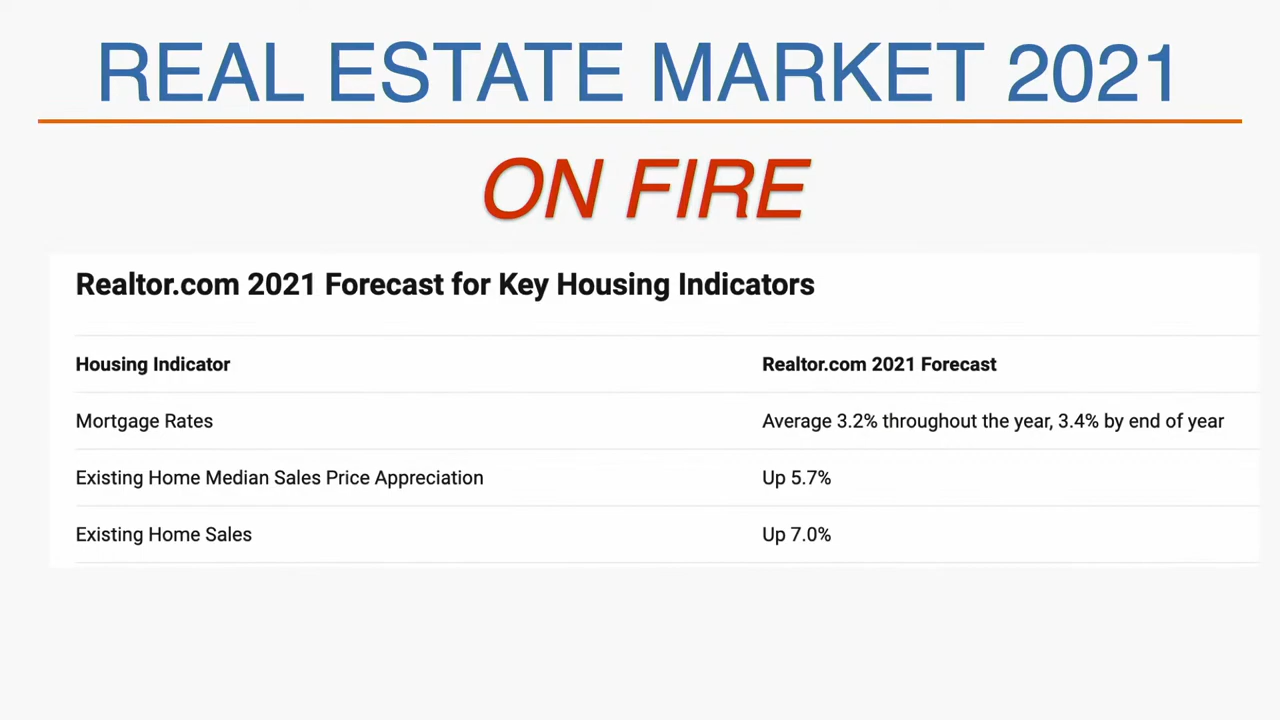 REAL ESTATE MARKET 2021
ON FIRE
Realtor.com 2021 Forecast for Key Housing Indicators
Housing Indicator Realtor.com 2021 Forecast
Mortgage Rates Average 3.2% throughout the year, 3.4% by end of year
Existing Home Median Sales Price Appreciation Up 5.7%
Existing Home Sales Up 7.0%